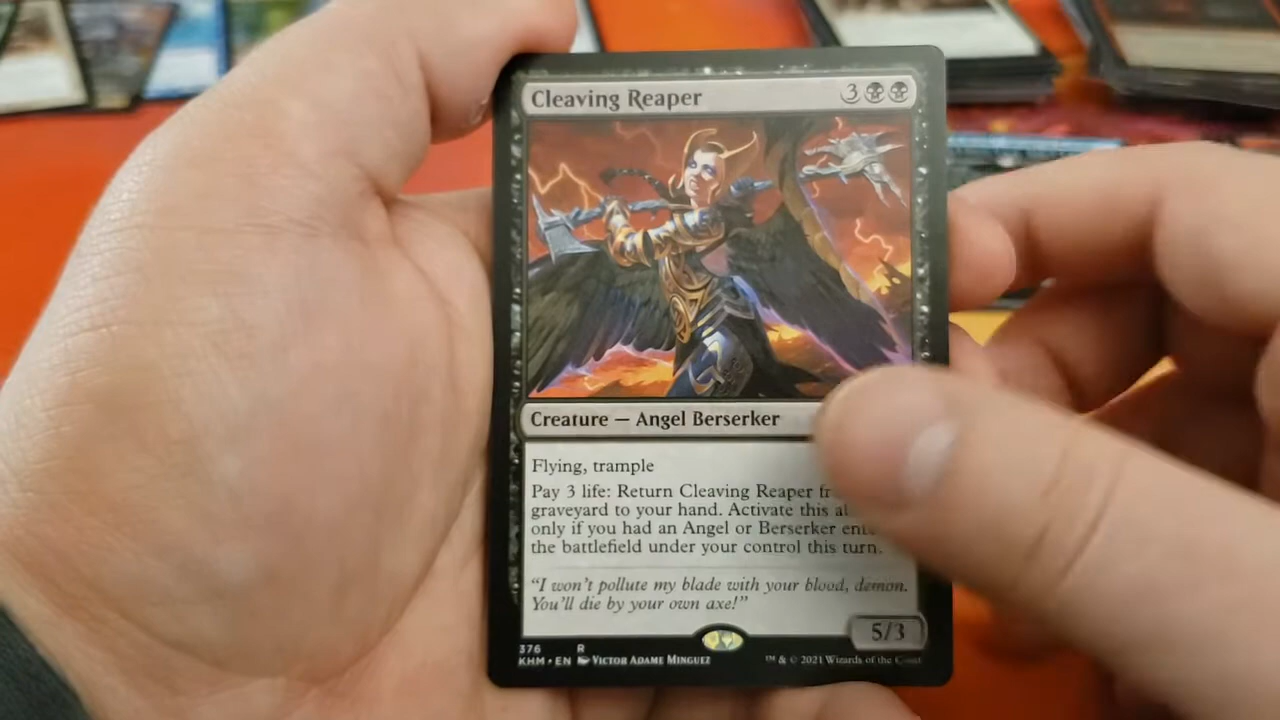 Cleaving Reaper 3
Creature — Angel Berserker
Flying, trample
Pay 3 life: Return Cleaving Reaper
graveyard to your hand. Activate this
only if you had an Angel or Berserker
the battlefield under your control this turn.
“I won’t pollute my blade with your blood, demon.
You’ll die by your own axe!”
5/3
376 R
KHM • EN Victor Adame Minguez ™ & © 2021 Wizards of the Coast